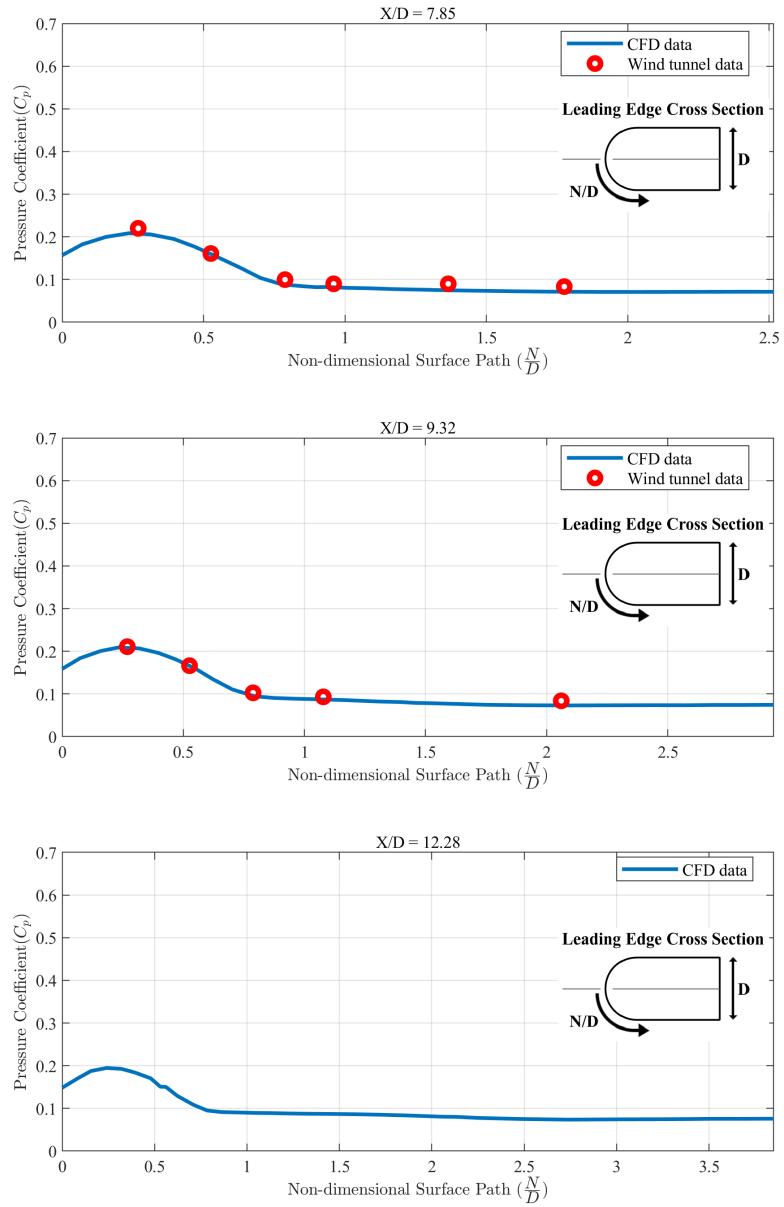 X/D = 7.85
0.7
0.6
0.5
0.4
0.3
0.2
0.1
0
Pressure Coefficient(C_p)
CFD data
Wind tunnel data
Leading Edge Cross Section
D
N/D
0 0.5 1 1.5 2 2.5
Non-dimensional Surface Path (N/D)
X/D = 9.32
0.7
0.6
0.5
0.4
0.3
0.2
0.1
0
Pressure Coefficient(C_p)
CFD data
Wind tunnel data
Leading Edge Cross Section
D
N/D
0 0.5 1 1.5 2 2.5
Non-dimensional Surface Path (N/D)
X/D = 12.28
0.7
0.6
0.5
0.4
0.3
0.2
0.1
0
Pressure Coefficient(C_p)
CFD data
Leading Edge Cross Section
D
N/D
0 0.5 1 1.5 2 2.5 3 3.5
Non-dimensional Surface Path (N/D)